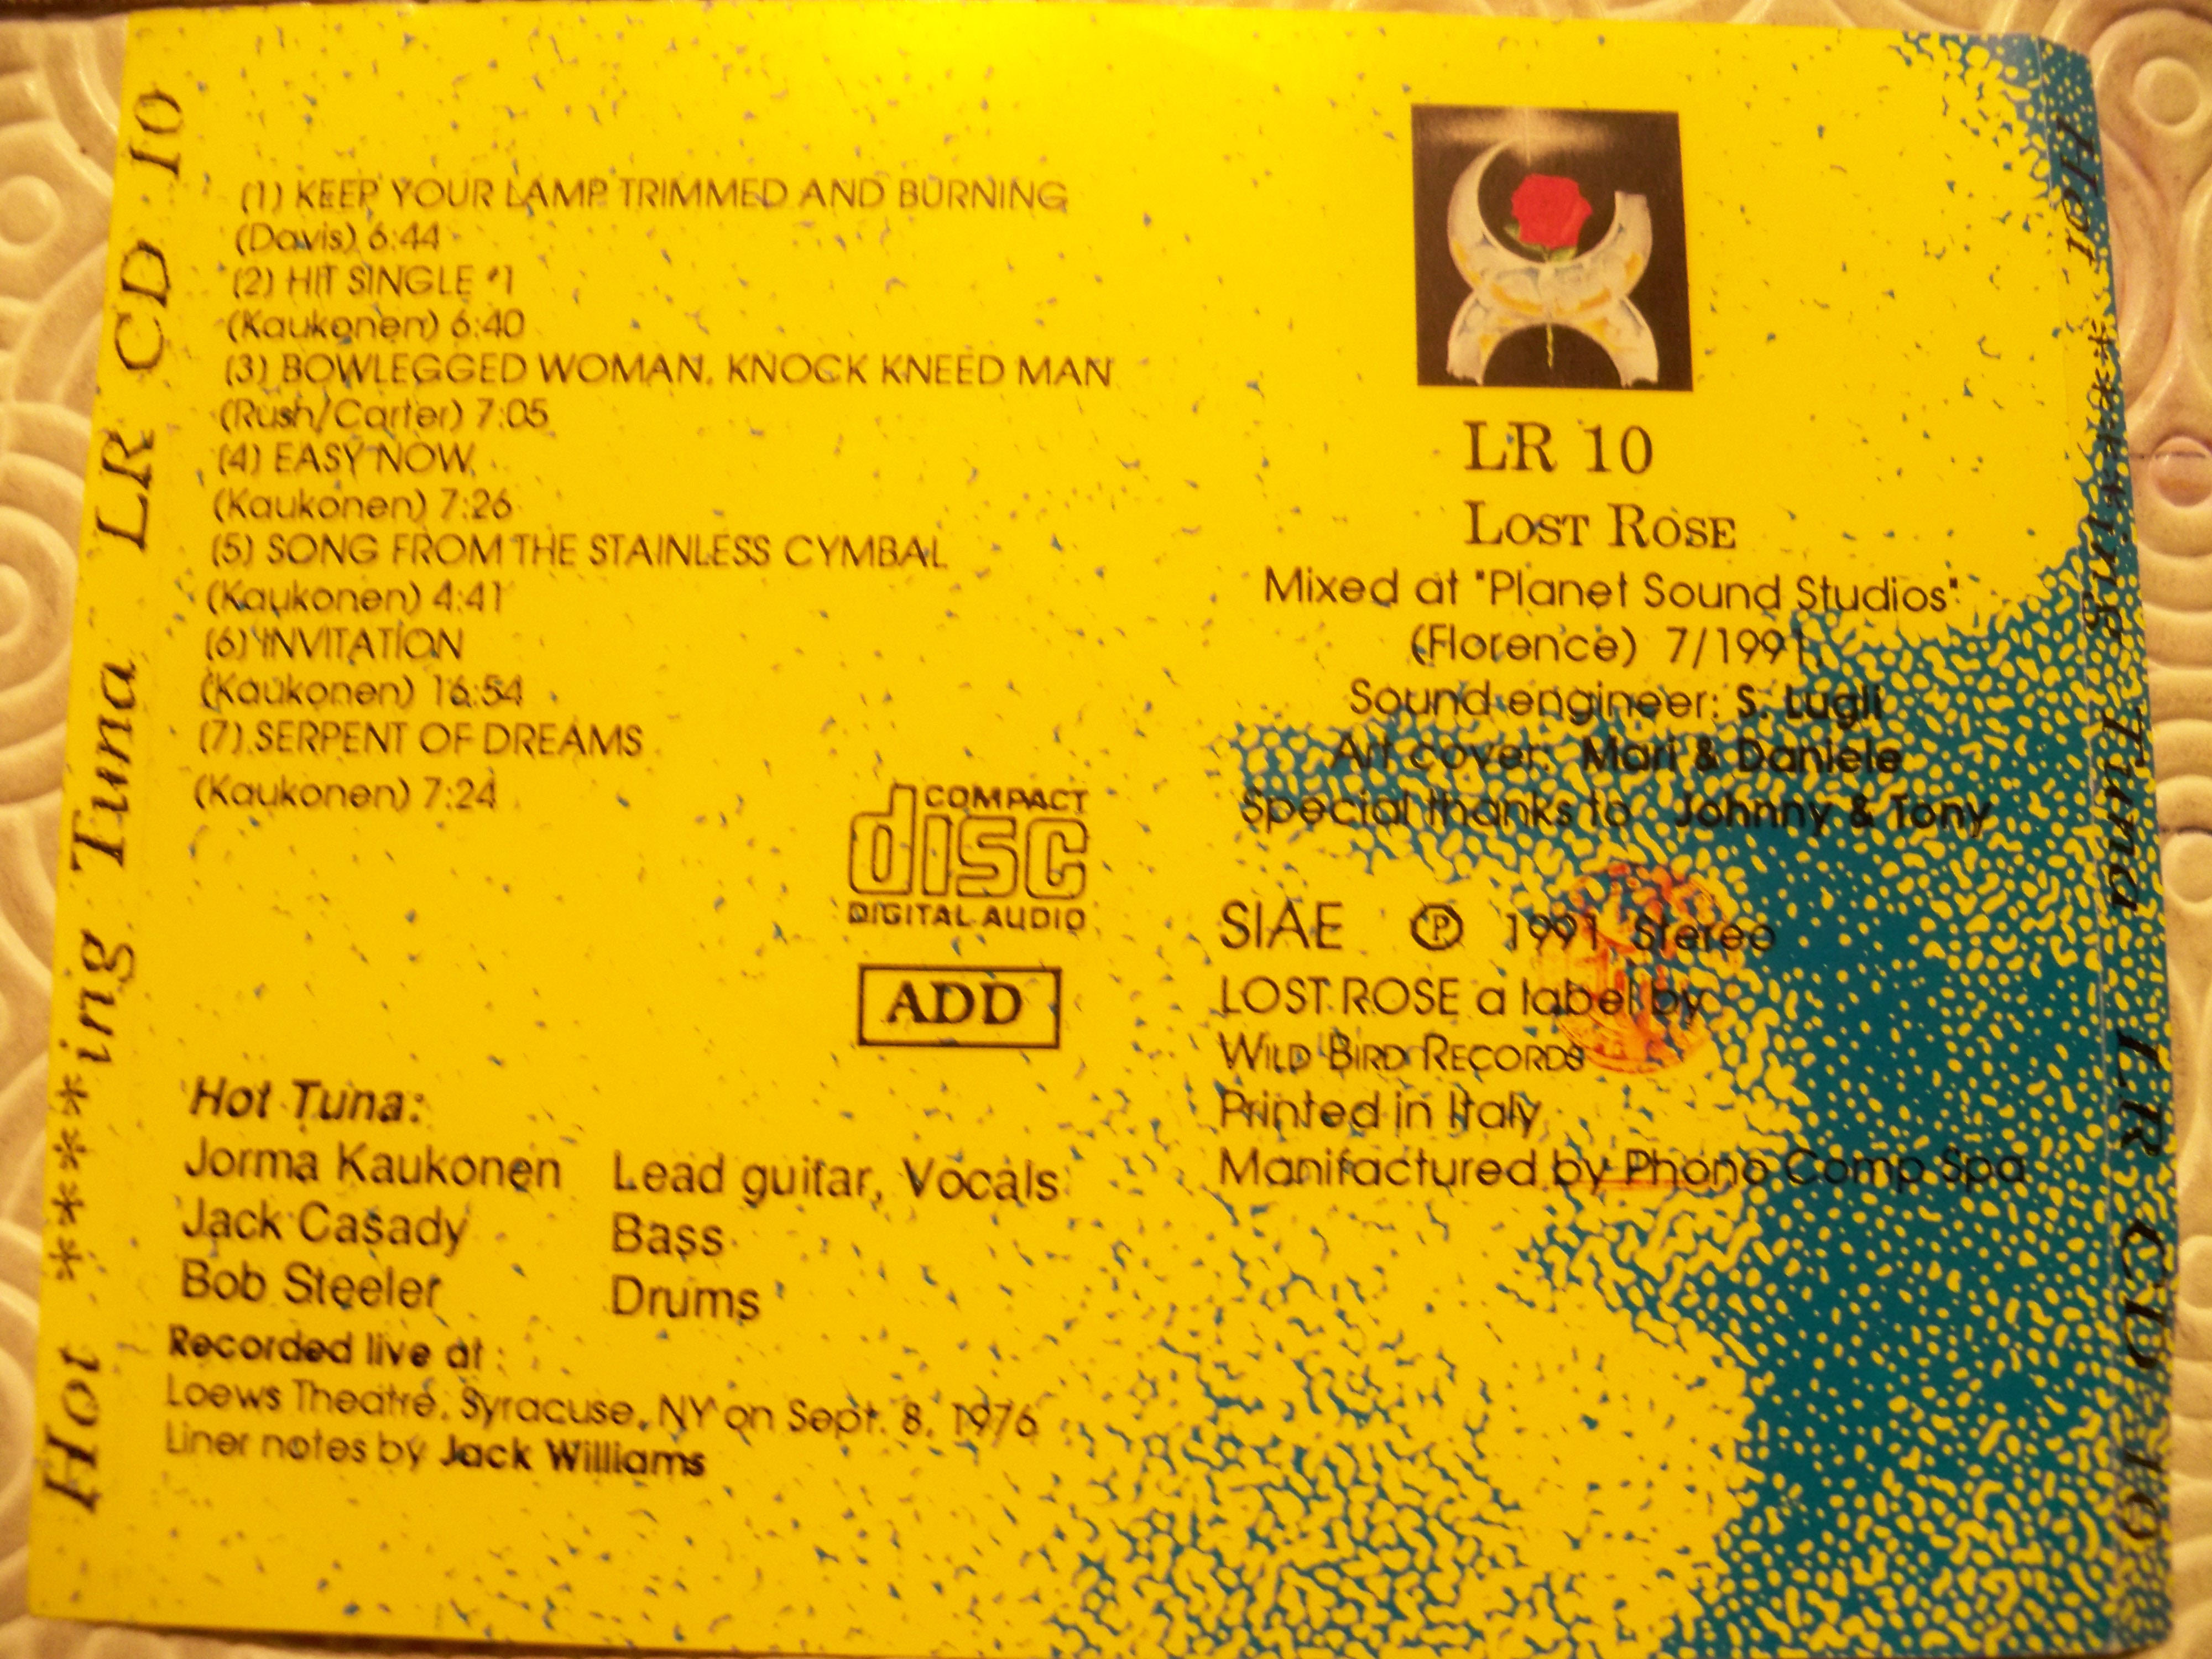 Hot ****ing Tuna LR CD 10
(1) KEEP YOUR LAMP TRIMMED AND BURNING
(Davis) 6:44
(2) HIT SINGLE #1
(Kaukonen) 6:40
(3) BOWLEGGED WOMAN, KNOCK KNEED MAN
(Rush/Carter) 7:05
(4) EASY NOW
(Kaukonen) 7:26
(5) SONG FROM THE STAINLESS CYMBAL
(Kaukonen) 4:41
(6) INVITATION
(Kaukonen) 16:54
(7) SERPENT OF DREAMS
(Kaukonen) 7:24
COMPACT
disc
DIGITAL AUDIO
ADD
Hot Tuna:
Jorma Kaukonen Lead guitar, Vocals
Jack Casady Bass
Bob Steeler Drums
Recorded live at :
Loews Theatre, Syracuse, NY on Sept. 8, 1976
Liner notes by Jack Williams
LR 10
LOST ROSE
Mixed at "Planet Sound Studios"
(Florence) 7/1991
Sound engineer: S. Lugli
Art cover: Mari & Daniele
Special thanks to Johnny & Tony
SIAE Ⓟ 1991 Stereo
LOST ROSE a label by
WILD BIRD RECORDS
Printed in Italy
Manifactured by Phono Comp Spa
Hot ****ing Tuna LR CD 10